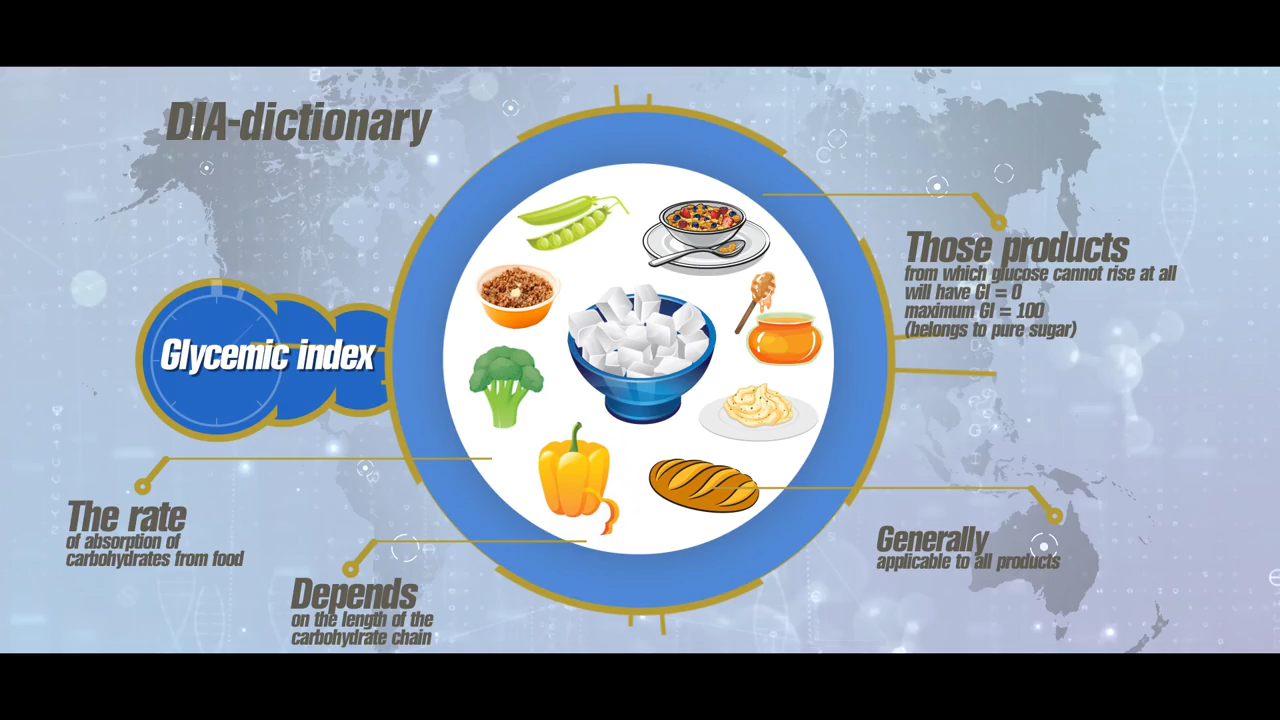 DIA-dictionary
Glycemic index
Those products
from which glucose cannot rise at all
will have GI = 0
maximum GI = 100
(belongs to pure sugar)
The rate
of absorption of
carbohydrates from food
Depends
on the length of the
carbohydrate chain
Generally
applicable to all products